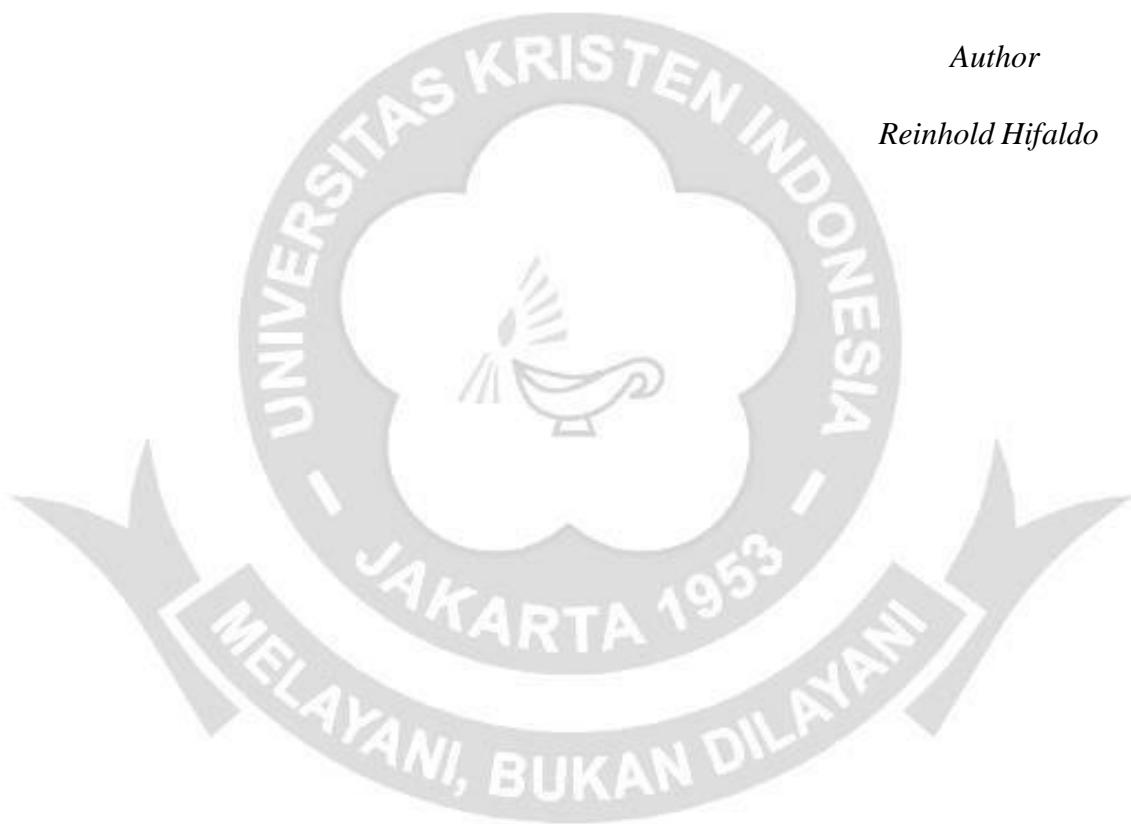 Author
Reinhold Hifaldo
UNIVERSITAS KRISTEN INDONESIA
JAKARTA 1953
MELAYANI, BUKAN DILAYANI